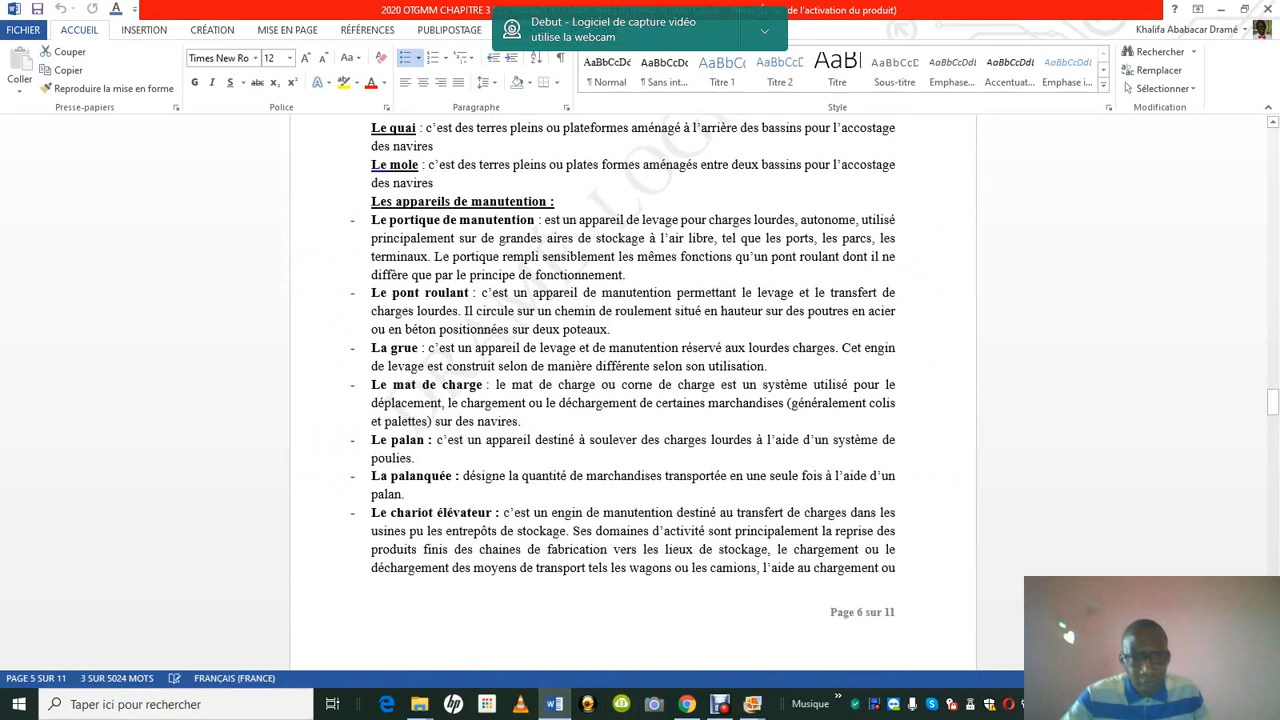 2020 OTGMM CHAPITRE 3
de l'activation du produit)
Debut - Logiciel de capture vidéo
utilise la webcam
FICHIER ACCUEIL INSERTION CRÉATION MISE EN PAGE RÉFÉRENCES PUBLIPOSTAGE
Khalifa Ababacar Dramé
Coller
Couper
Copier
Reproduire la mise en forme
Presse-papiers
Times New Ro 12
Police
Paragraphe
AaBbCcDc AaBbCcDc AaBbC AaBbCcC AaB AaBbCcD AaBbCcDc AaBbCcDc AaBbCcDc
¶ Normal ¶ Sans int... Titre 1 Titre 2 Titre Sous-titre Emphase... Accentuat... Emphase i...
Style
Rechercher
Remplacer
Sélectionner
Modification
Le quai : c’est des terres pleins ou plateformes aménagé à l’arrière des bassins pour l’accostage
des navires
Le mole : c’est des terres pleins ou plates formes aménagés entre deux bassins pour l’accostage
des navires
Les appareils de manutention :
- Le portique de manutention : est un appareil de levage pour charges lourdes, autonome, utilisé
principalement sur de grandes aires de stockage à l’air libre, tel que les ports, les parcs, les
terminaux. Le portique rempli sensiblement les mêmes fonctions qu’un pont roulant dont il ne
diffère que par le principe de fonctionnement.
- Le pont roulant : c’est un appareil de manutention permettant le levage et le transfert de
charges lourdes. Il circule sur un chemin de roulement situé en hauteur sur des poutres en acier
ou en béton positionnées sur deux poteaux.
- La grue : c’est un appareil de levage et de manutention réservé aux lourdes charges. Cet engin
de levage est construit selon de manière différente selon son utilisation.
- Le mat de charge : le mat de charge ou corne de charge est un système utilisé pour le
déplacement, le chargement ou le déchargement de certaines marchandises (généralement colis
et palettes) sur des navires.
- Le palan : c’est un appareil destiné à soulever des charges lourdes à l’aide d’un système de
poulies.
- La palanquée : désigne la quantité de marchandises transportée en une seule fois à l’aide d’un
palan.
- Le chariot élévateur : c’est un engin de manutention destiné au transfert de charges dans les
usines pu les entrepôts de stockage. Ses domaines d’activité sont principalement la reprise des
produits finis des chaines de fabrication vers les lieux de stockage, le chargement ou le
déchargement des moyens de transport tels les wagons ou les camions, l’aide au chargement ou
Page 6 sur 11
PAGE 5 SUR 11 3 SUR 5024 MOTS FRANÇAIS (FRANCE)
Taper ici pour rechercher
Musique